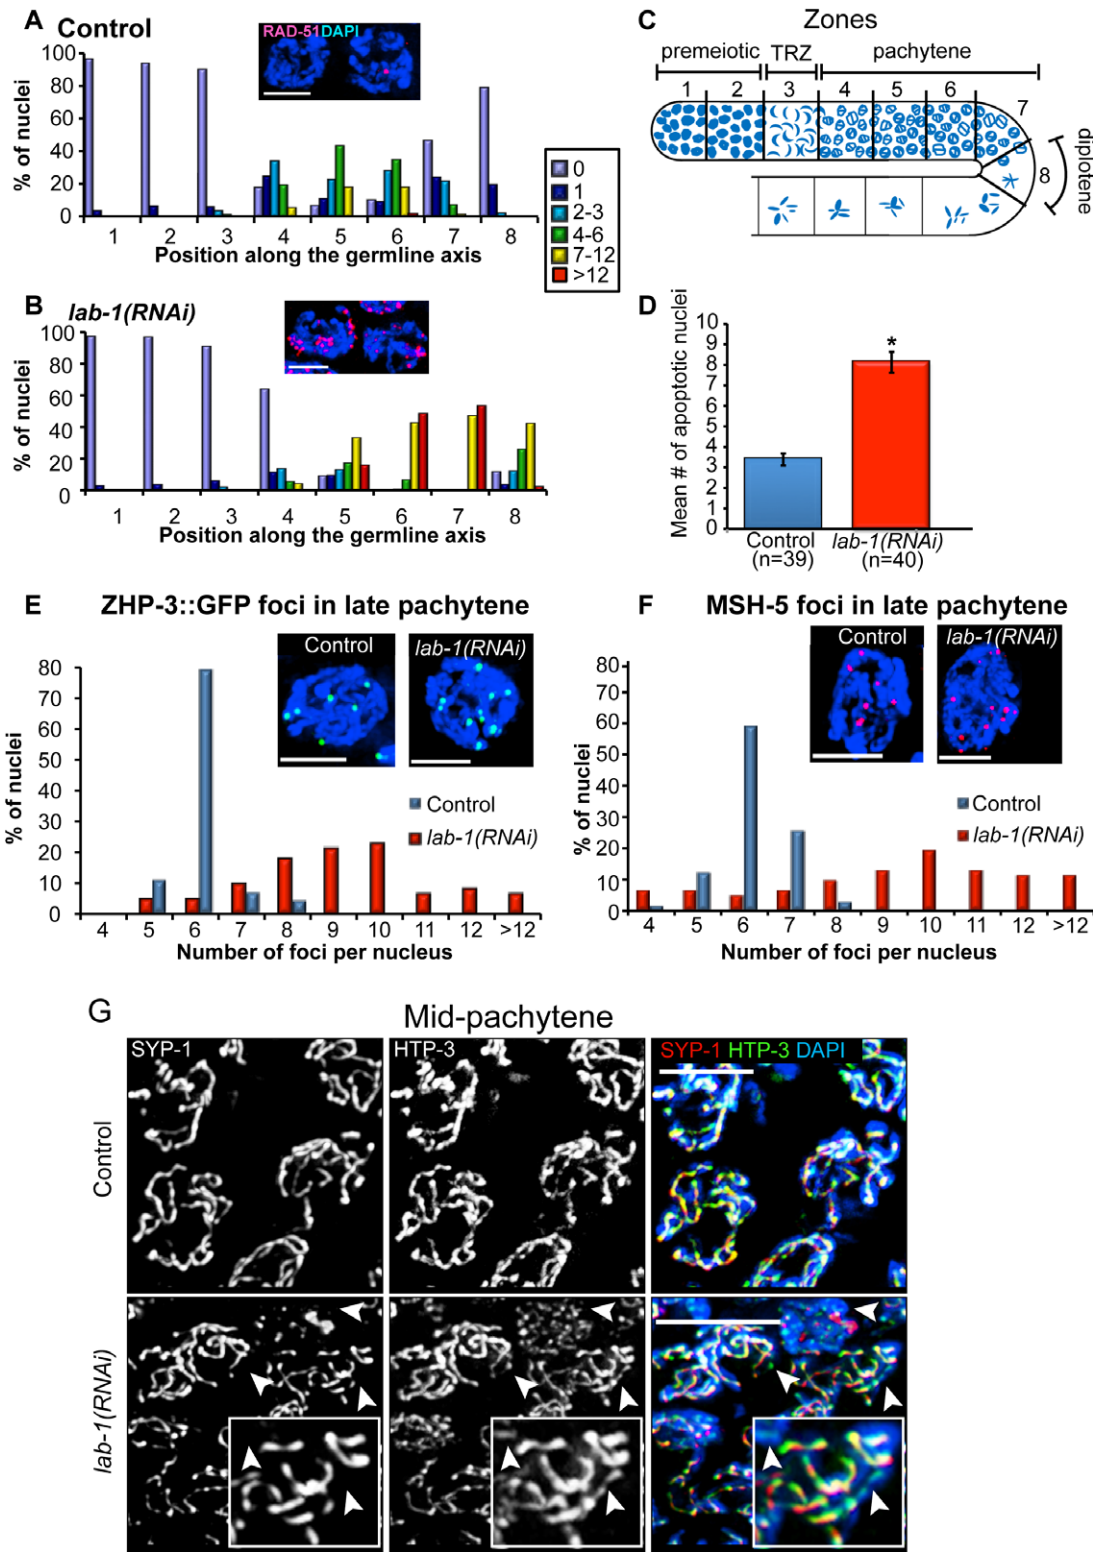 A Control
RAD-51 DAPI
% of nuclei
100
80
60
40
20
0
1 2 3 4 5 6 7 8
Position along the germline axis
0
1
2-3
4-6
7-12
>12
B lab-1(RNAi)
% of nuclei
100
80
60
40
20
0
1 2 3 4 5 6 7 8
Position along the germline axis
C Zones
premeiotic TRZ pachytene
1 2 3 4 5 6 7
8
diplotene
D
Mean # of apoptotic nuclei
10
9
8
7
6
5
4
3
2
1
0
*
Control lab-1(RNAi)
(n=39) (n=40)
E ZHP-3::GFP foci in late pachytene
Control lab-1(RNAi)
% of nuclei
80
70
60
50
40
30
20
10
0
Control
lab-1(RNAi)
4 5 6 7 8 9 10 11 12 >12
Number of foci per nucleus
F MSH-5 foci in late pachytene
Control lab-1(RNAi)
% of nuclei
80
70
60
50
40
30
20
10
0
Control
lab-1(RNAi)
4 5 6 7 8 9 10 11 12 >12
Number of foci per nucleus
G Mid-pachytene
SYP-1 HTP-3 SYP-1 HTP-3 DAPI
Control
lab-1(RNAi)